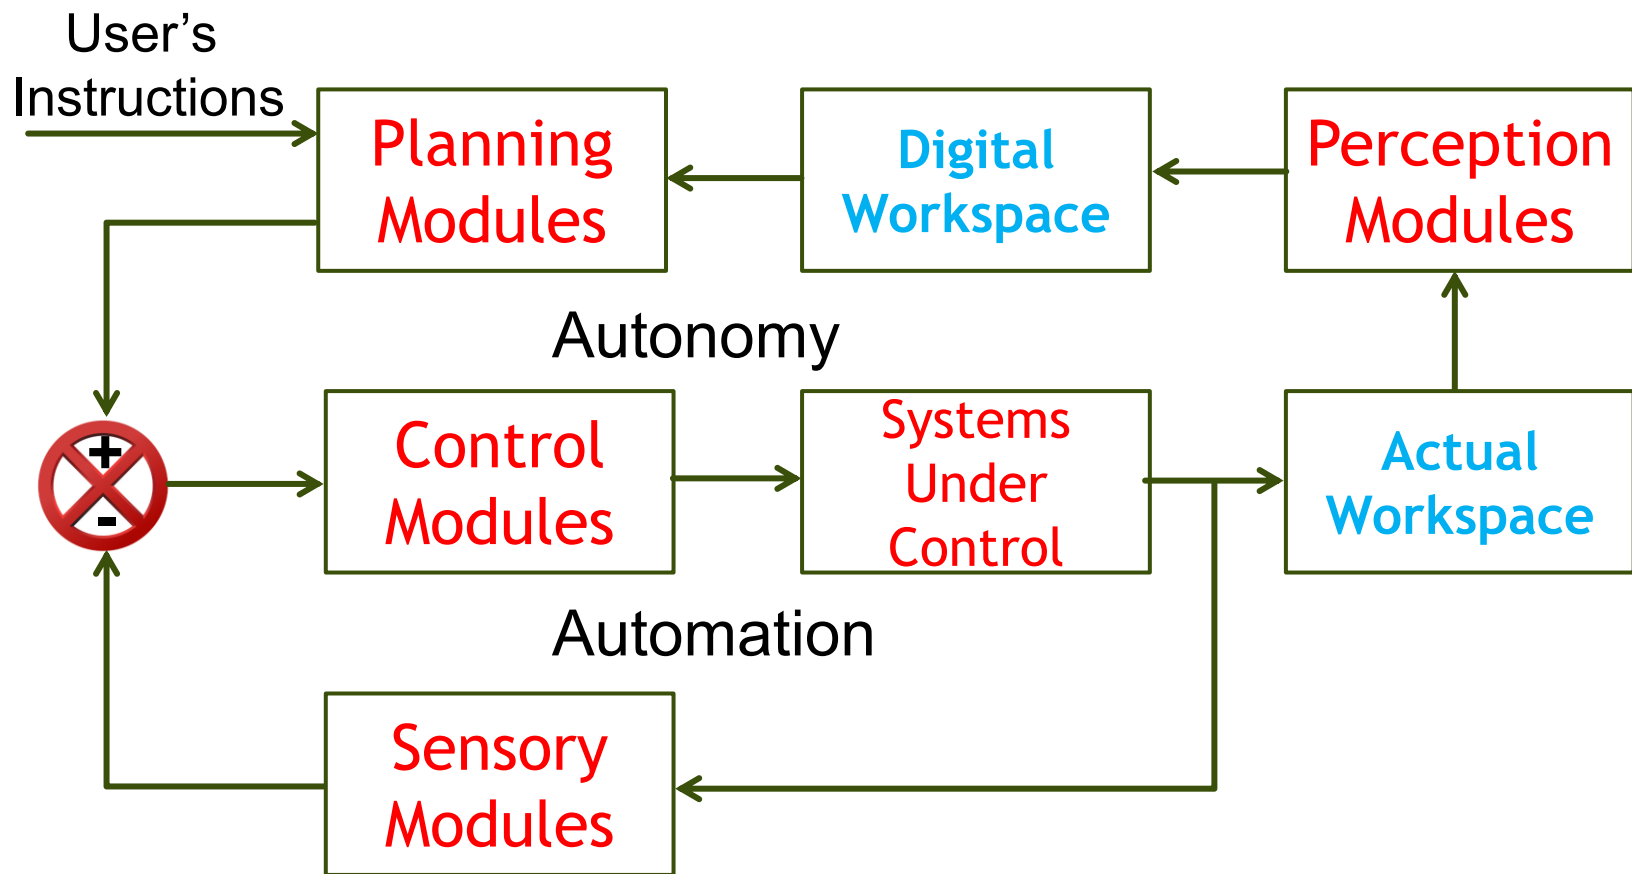 User’s
Instructions
Planning
Modules
Digital
Workspace
Perception
Modules
Autonomy
+
-
Control
Modules
Systems
Under
Control
Actual
Workspace
Automation
Sensory
Modules